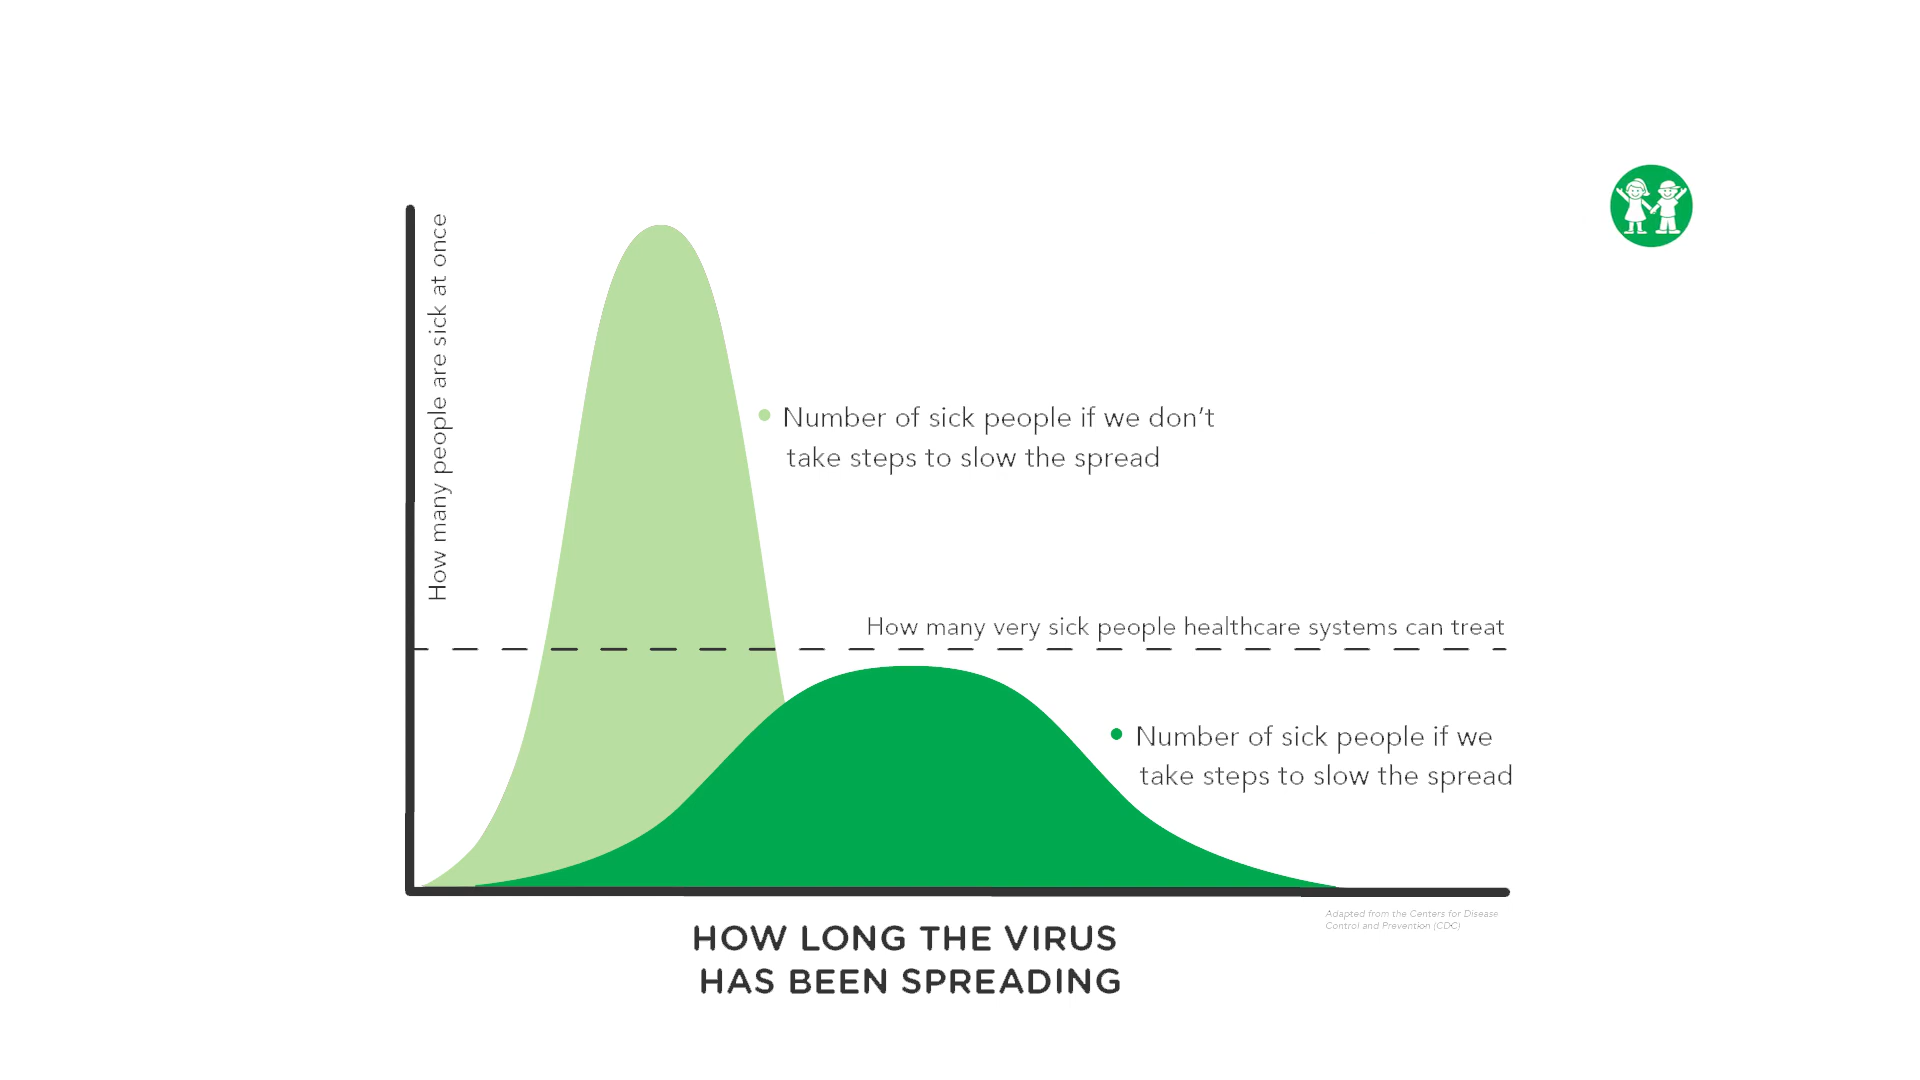 How many people are sick at once
Number of sick people if we don't
take steps to slow the spread
How many very sick people healthcare systems can treat
Number of sick people if we
take steps to slow the spread
Adapted from the Centers for Disease
Control and Prevention (CDC)
HOW LONG THE VIRUS
HAS BEEN SPREADING